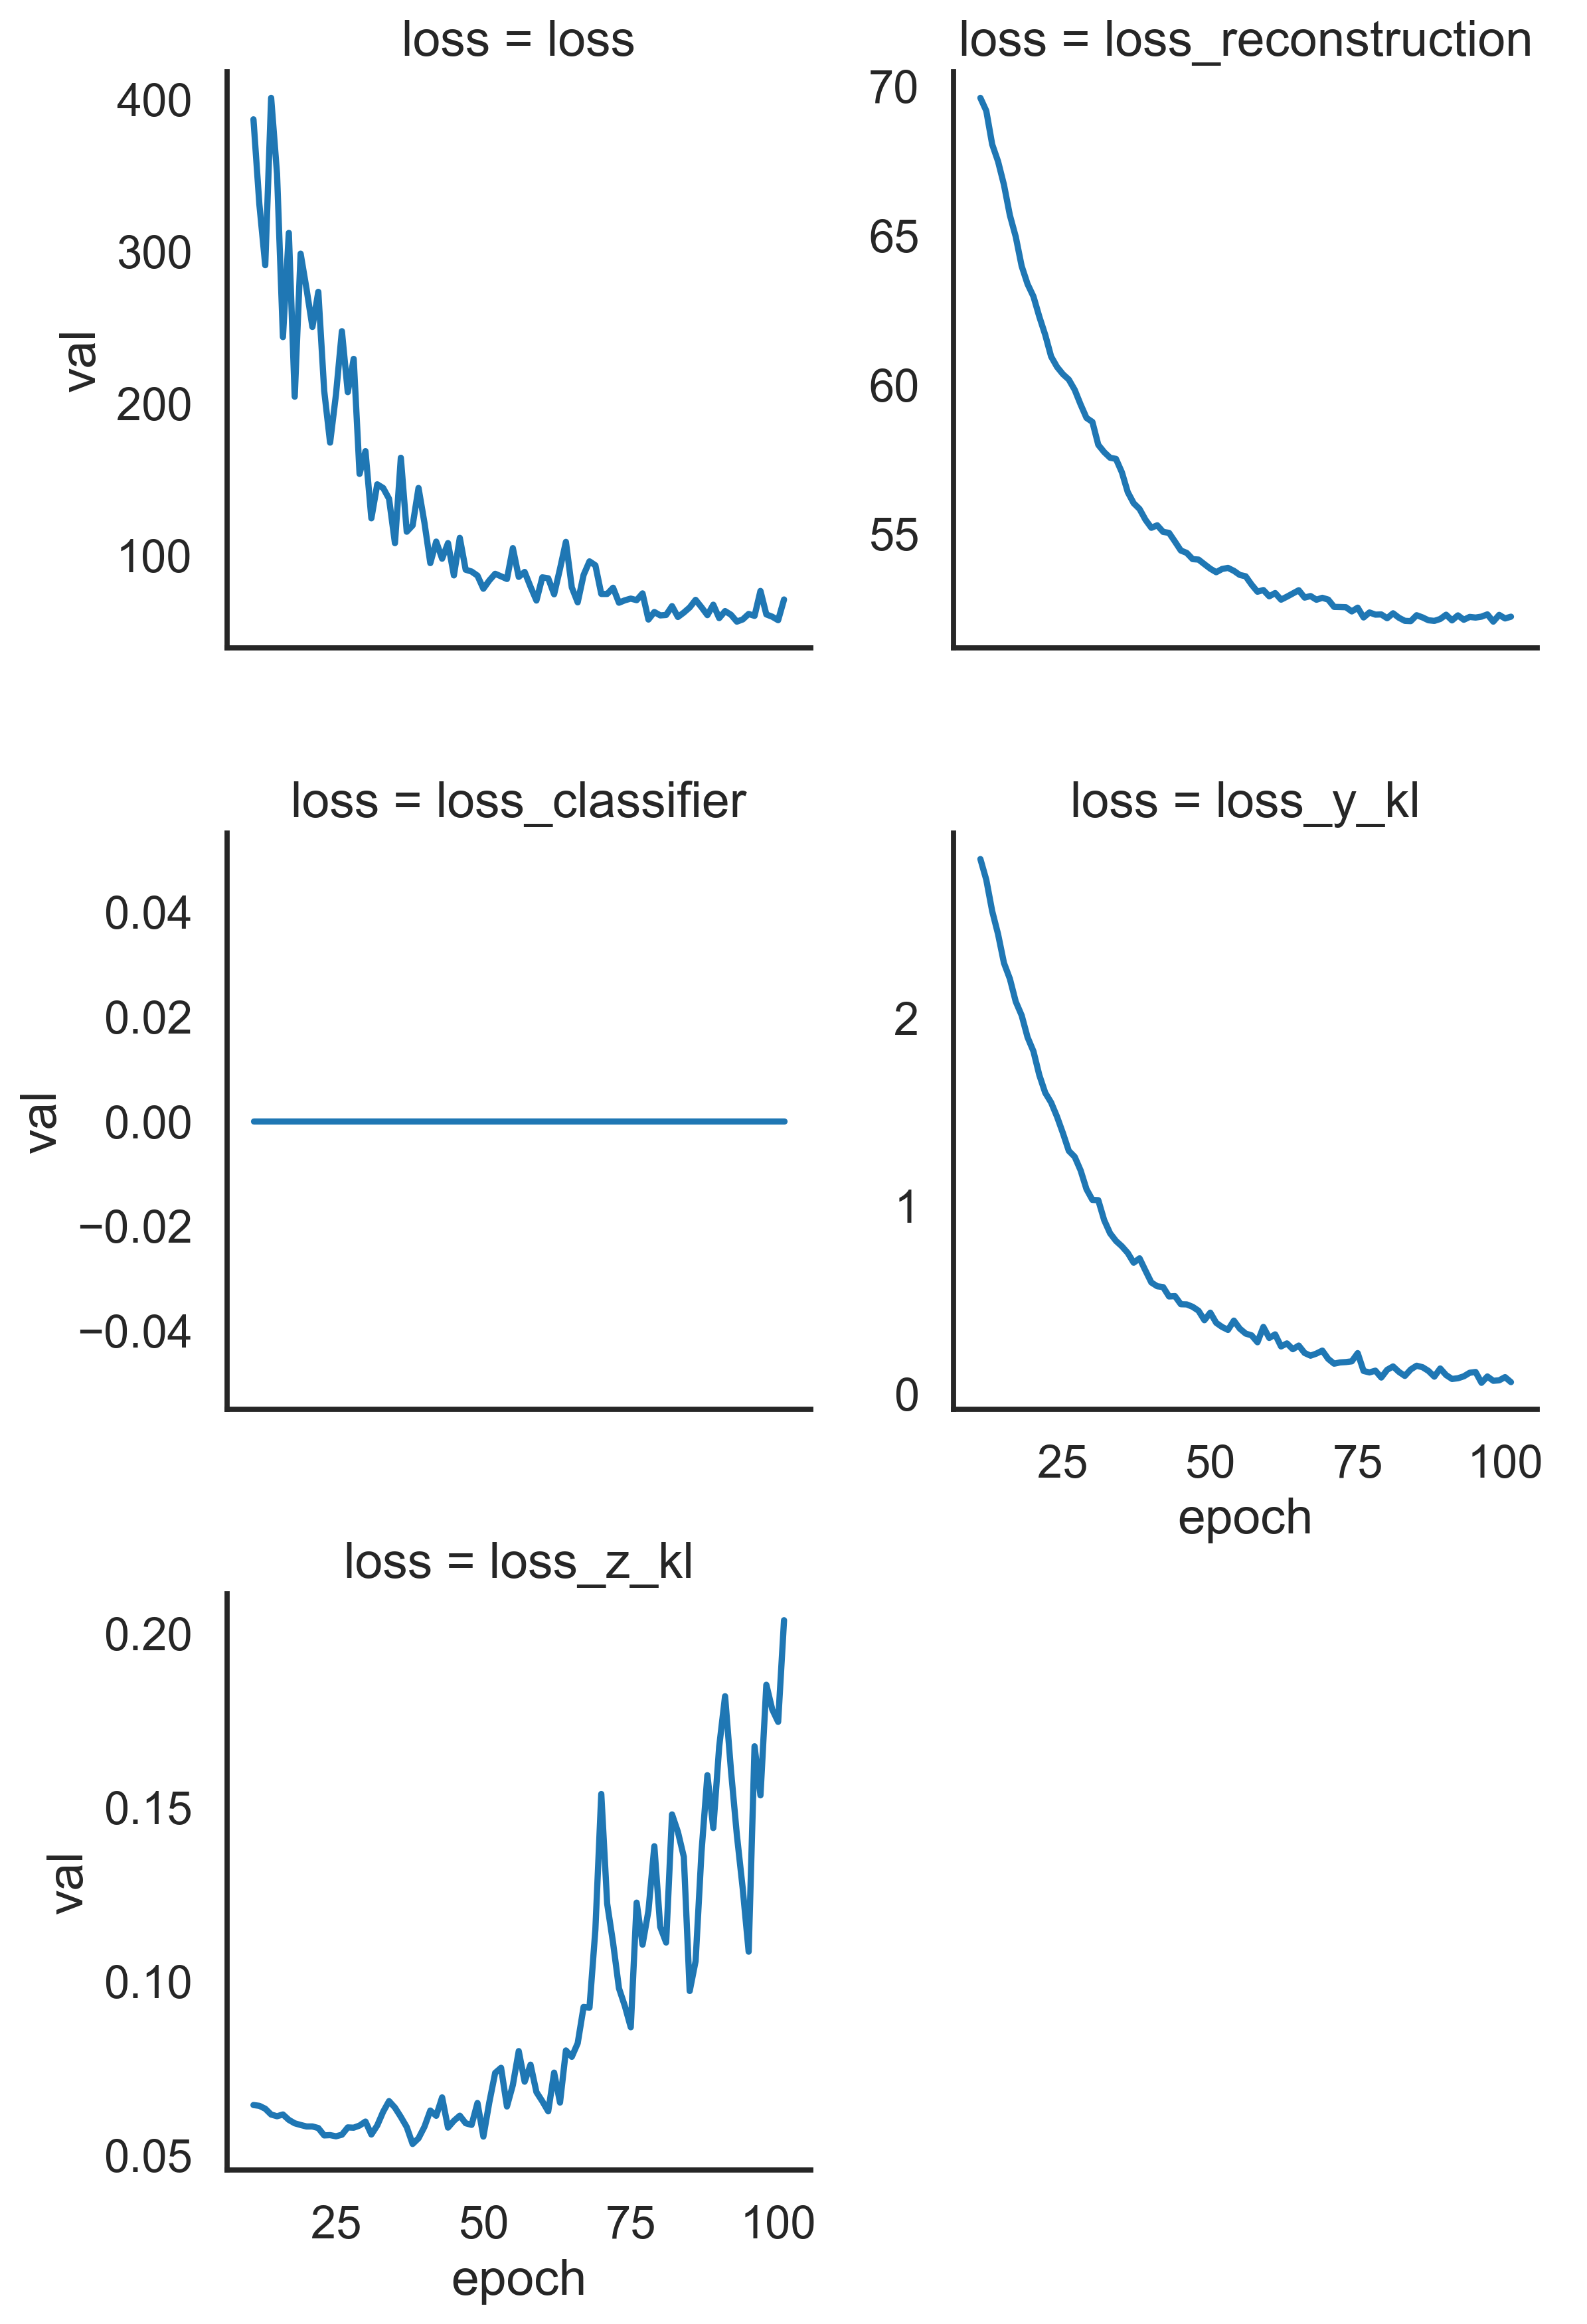 loss = loss
val
400
300
200
100
loss = loss_reconstruction
70
65
60
55
loss = loss_classifier
val
0.04
0.02
0.00
−0.02
−0.04
loss = loss_y_kl
2
1
0
25 50 75 100
epoch
loss = loss_z_kl
val
0.20
0.15
0.10
0.05
25 50 75 100
epoch